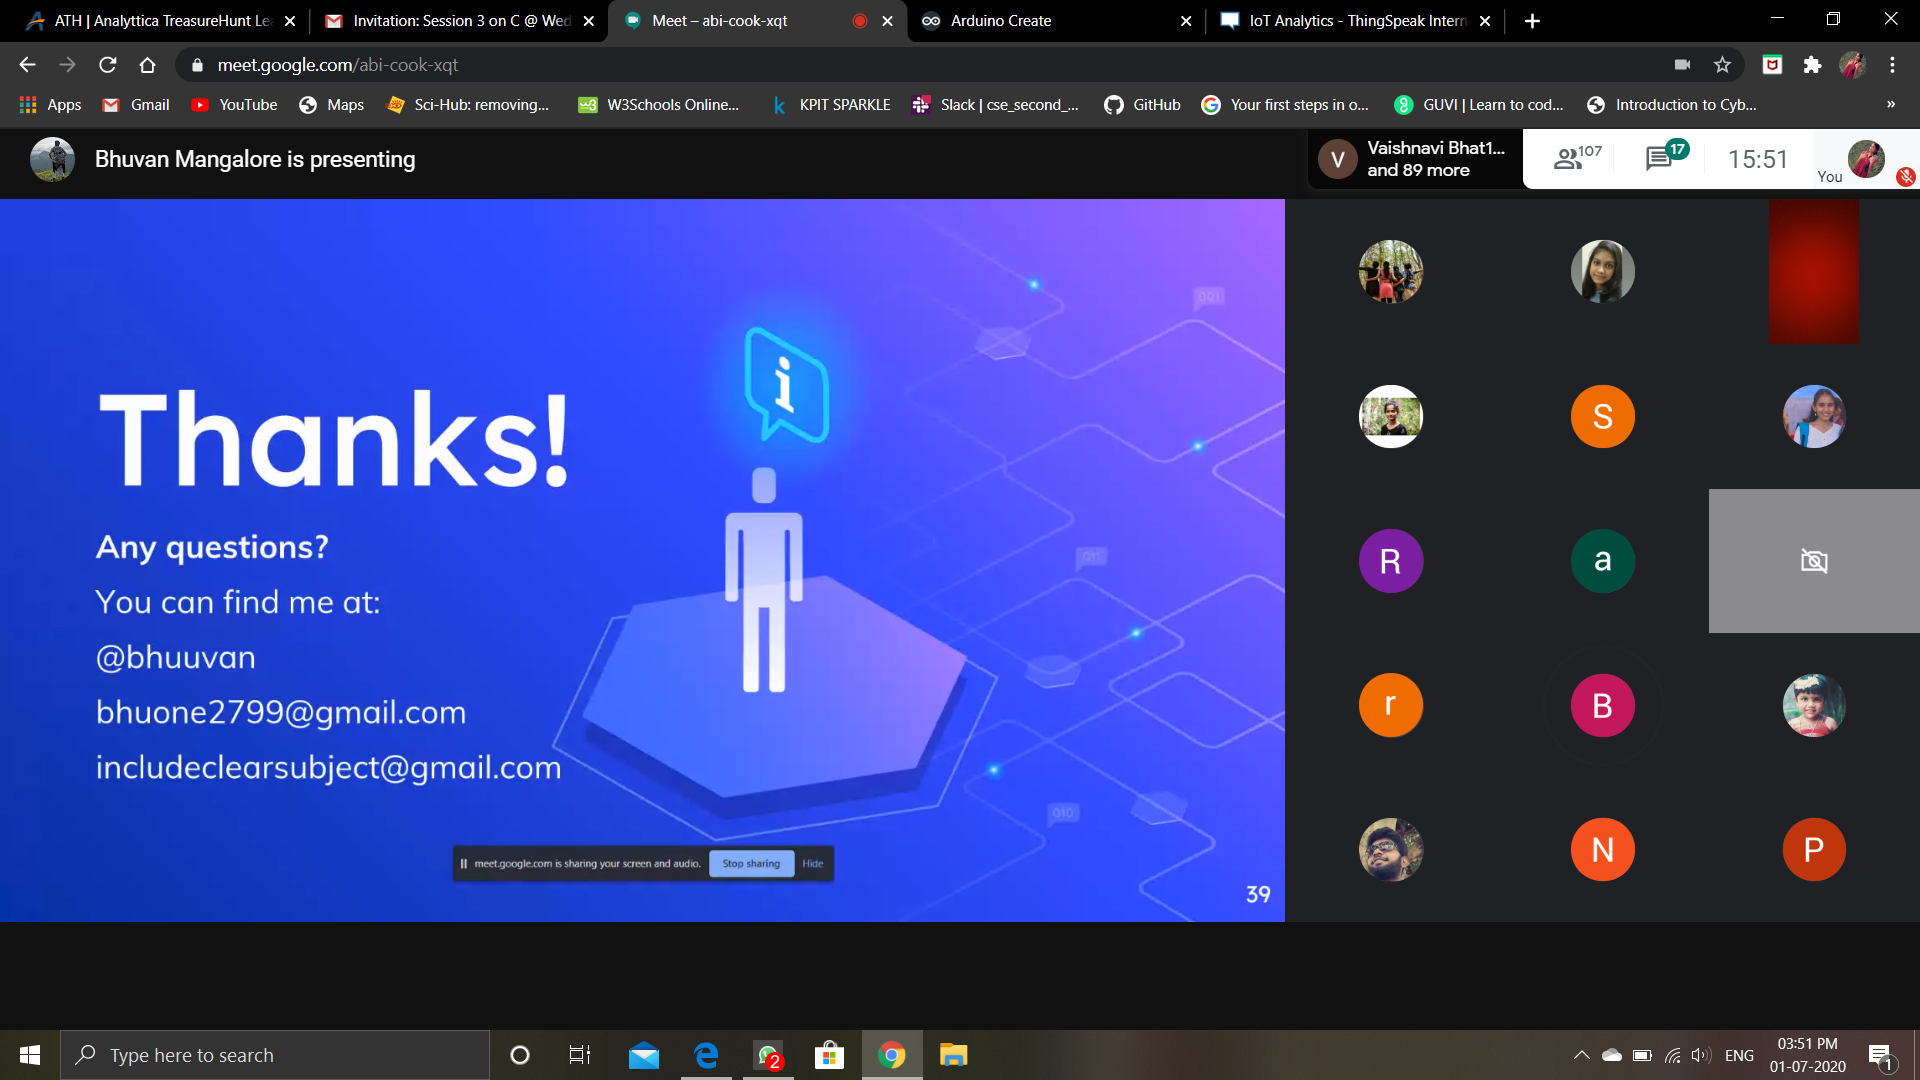 ATH | Analyttica TreasureHunt Le
Invitation: Session 3 on C @ Wed
Meet – abi-cook-xqt
Arduino Create
IoT Analytics - ThingSpeak Intern
meet.google.com/abi-cook-xqt
Apps
Gmail
YouTube
Maps
Sci-Hub: removing...
W3Schools Online...
KPIT SPARKLE
Slack | cse_second_...
GitHub
Your first steps in o...
GUVI | Learn to cod...
Introduction to Cyb...
»
Bhuvan Mangalore is presenting
V
Vaishnavi Bhat1...
and 89 more
107
17
15:51
You
001
i
Thanks!
Any questions?
You can find me at:
@bhuuvan
bhuone2799@gmail.com
includeclearsubject@gmail.com
011
010
meet.google.com is sharing your screen and audio.
Stop sharing
Hide
39
S
R
a
r
B
N
P
Type here to search
2
ENG
03:51 PM
01-07-2020
1